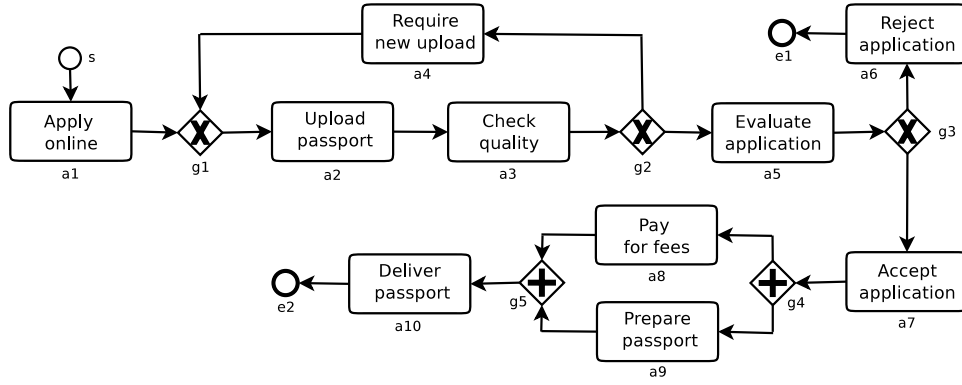 Require
new upload
a4
s
Apply
online
a1
g1
Upload
passport
a2
Check
quality
a3
g2
Evaluate
application
a5
g3
Reject
application
a6
e1
Accept
application
a7
g4
Pay
for fees
a8
Prepare
passport
a9
g5
Deliver
passport
a10
e2